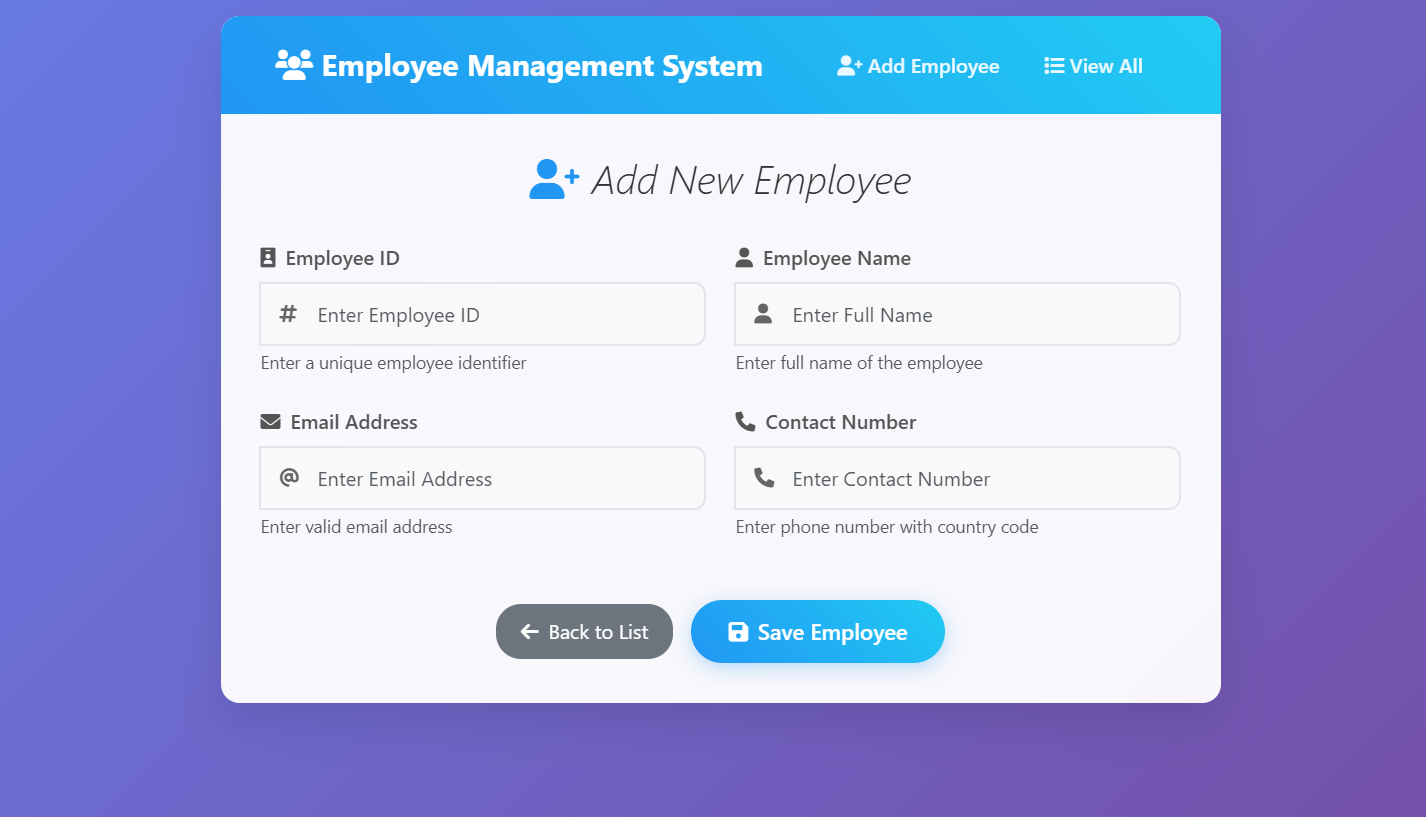 Employee Management System
Add Employee
View All
Add New Employee
Employee ID
Employee Name
# Enter Employee ID
Enter Full Name
Enter a unique employee identifier
Enter full name of the employee
Email Address
Contact Number
@ Enter Email Address
Enter Contact Number
Enter valid email address
Enter phone number with country code
Back to List
Save Employee